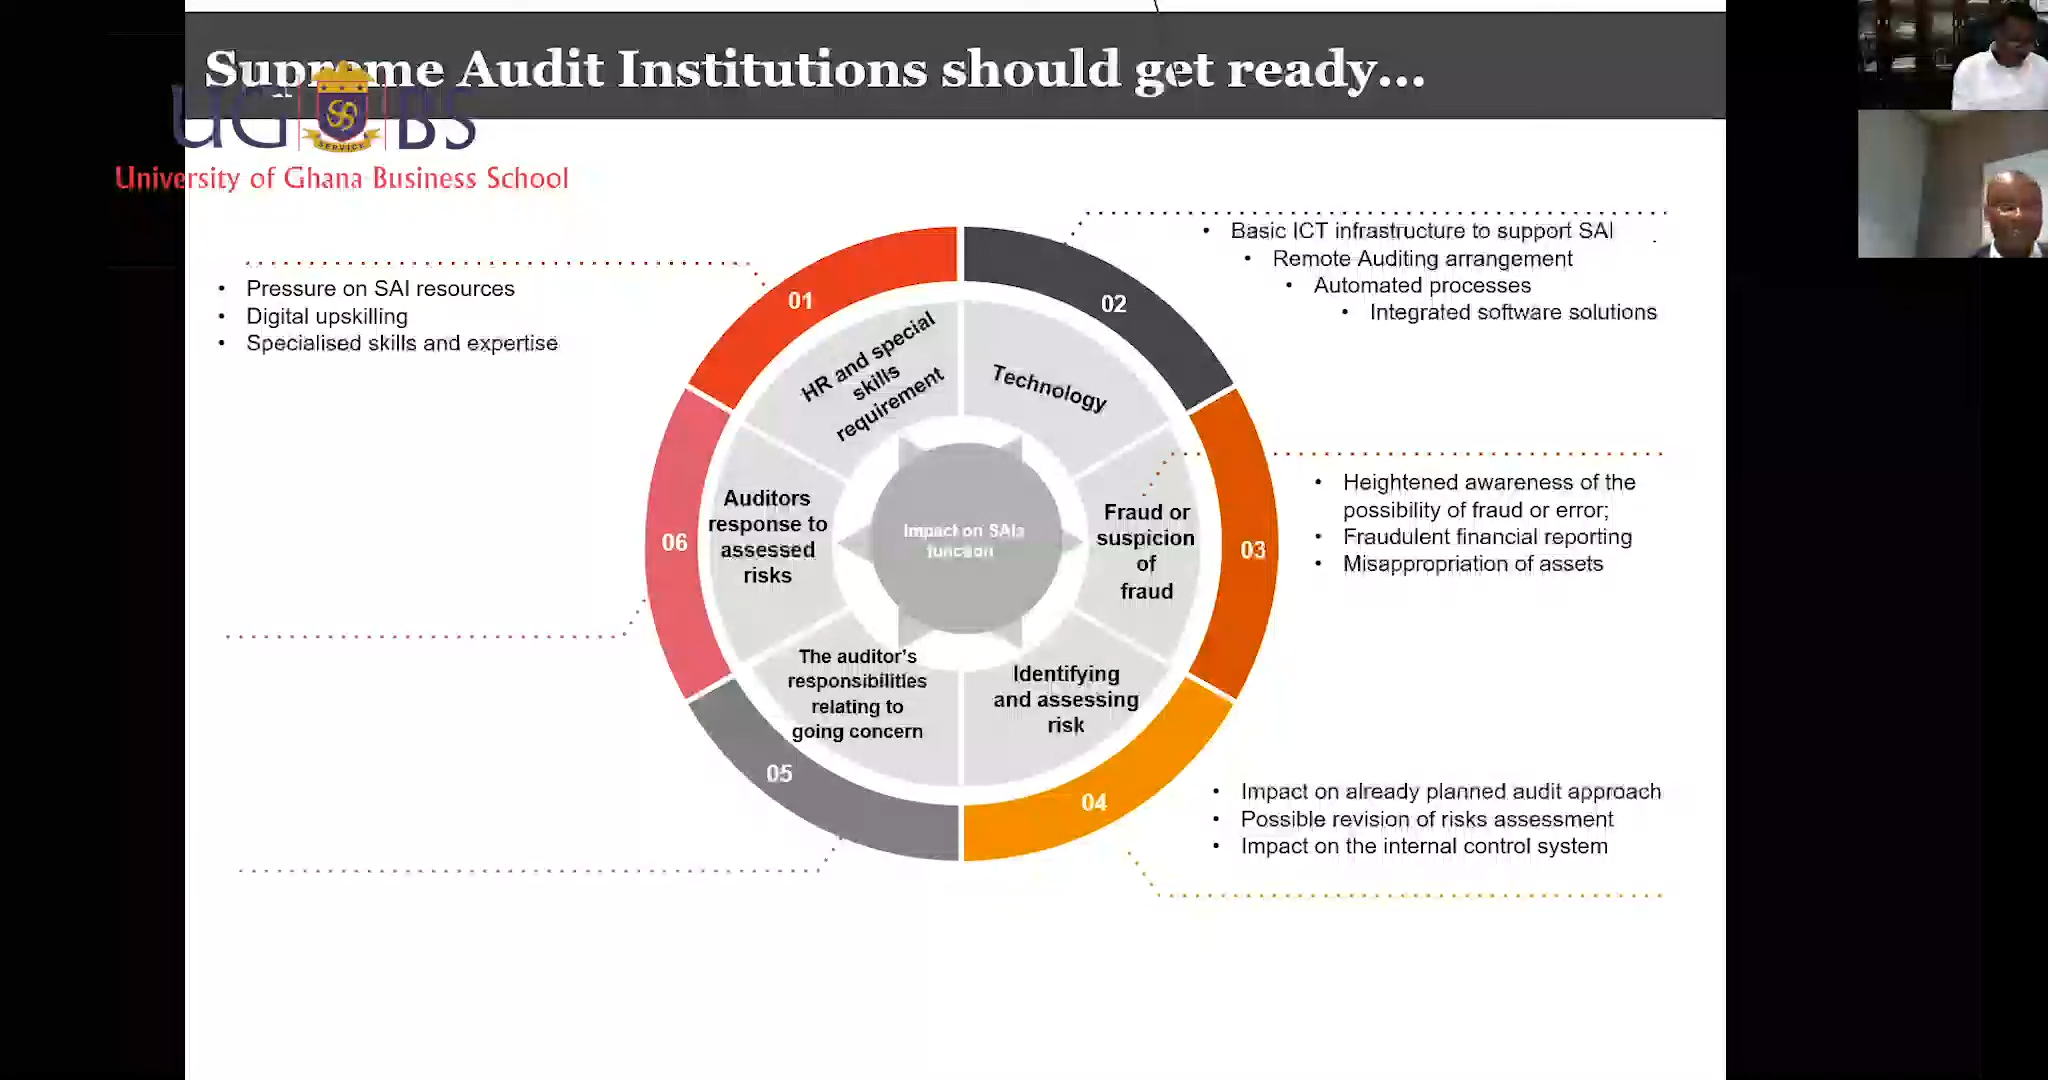 Supreme Audit Institutions should get ready...
UG BS
SERVICE
University of Ghana Business School
• Pressure on SAI resources
• Digital upskilling
• Specialised skills and expertise
01
HR and special
skills
requirement
02
Technology
• Basic ICT infrastructure to support SAI
• Remote Auditing arrangement
• Automated processes
• Integrated software solutions
03
Fraud or
suspicion
of
fraud
• Heightened awareness of the
possibility of fraud or error;
• Fraudulent financial reporting
• Misappropriation of assets
04
Identifying
and assessing
risk
• Impact on already planned audit approach
• Possible revision of risks assessment
• Impact on the internal control system
05
The auditor's
responsibilities
relating to
going concern
06
Auditors
response to
assessed
risks
Impact on SAIs
function